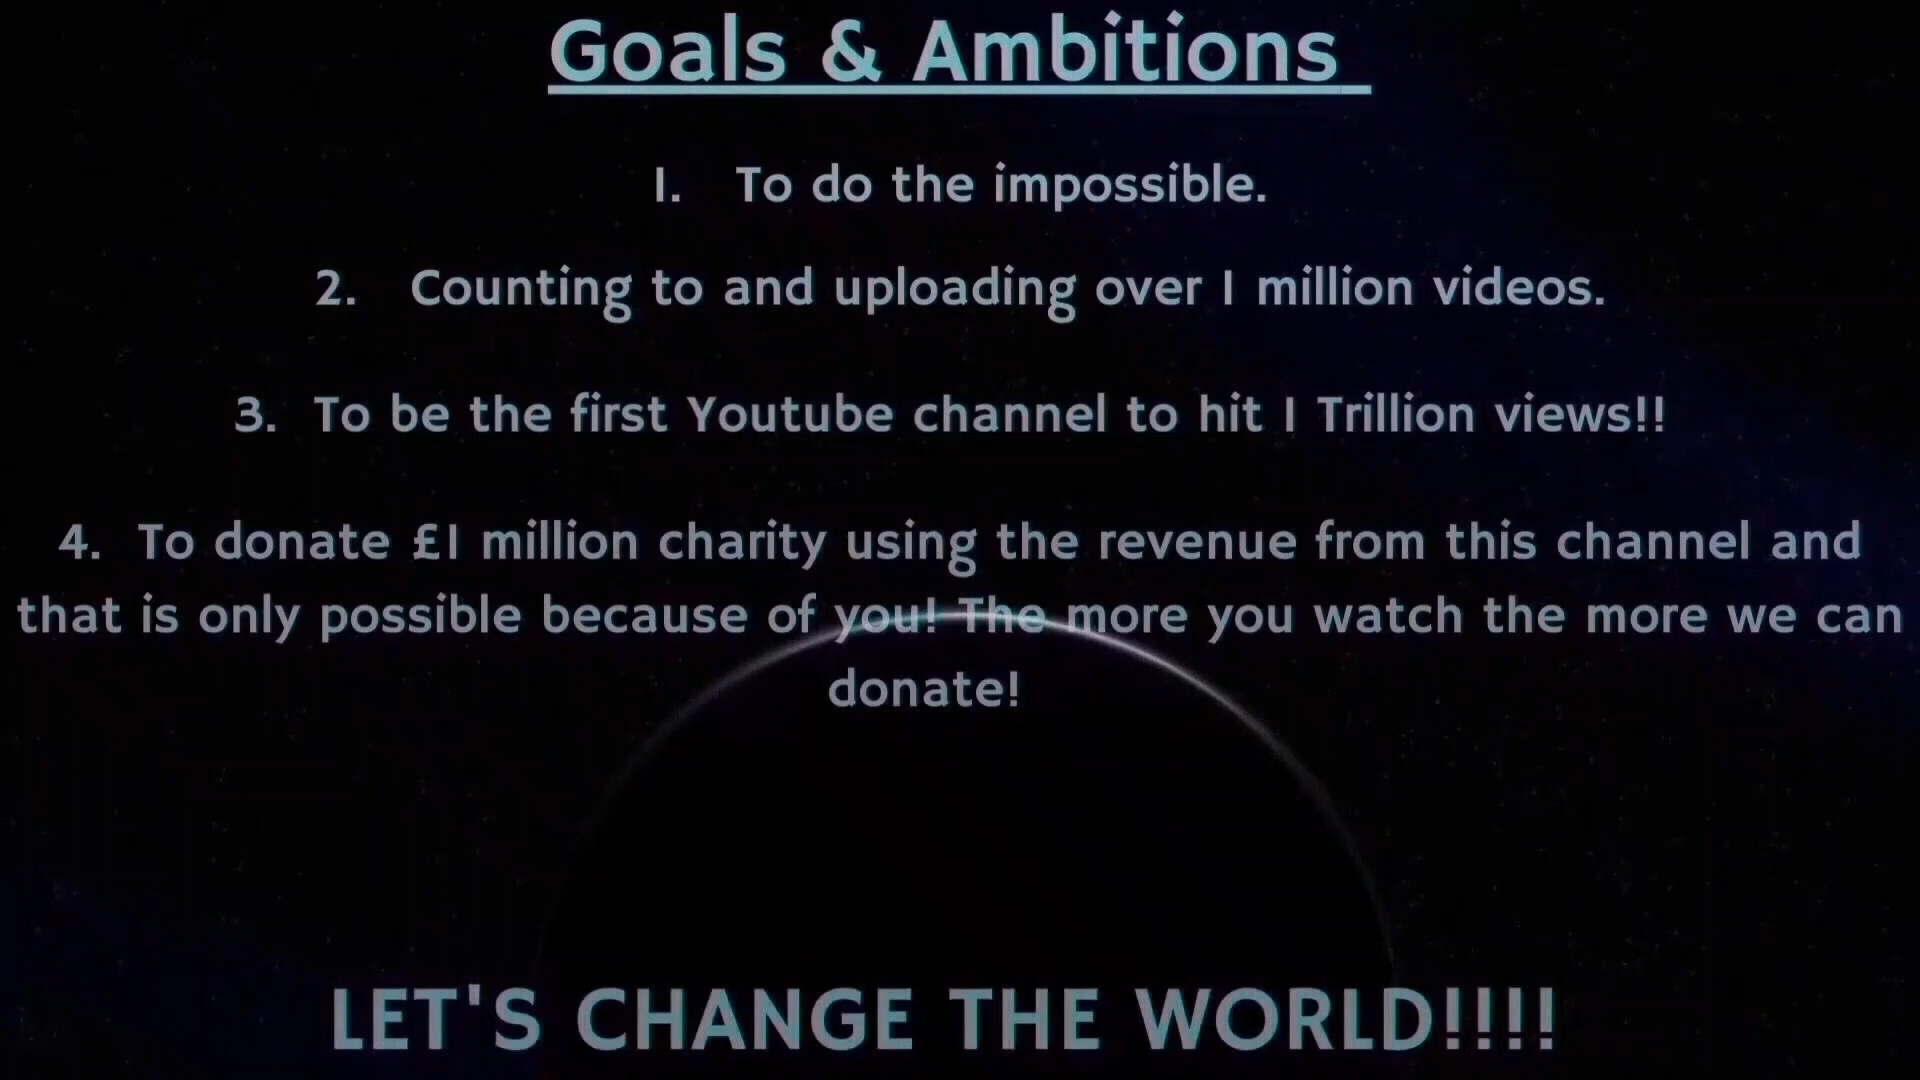 Goals & Ambitions
1. To do the impossible.
2. Counting to and uploading over 1 million videos.
3. To be the first Youtube channel to hit 1 Trillion views!!
4. To donate £1 million charity using the revenue from this channel and
that is only possible because of you! The more you watch the more we can
donate!
LET'S CHANGE THE WORLD!!!!